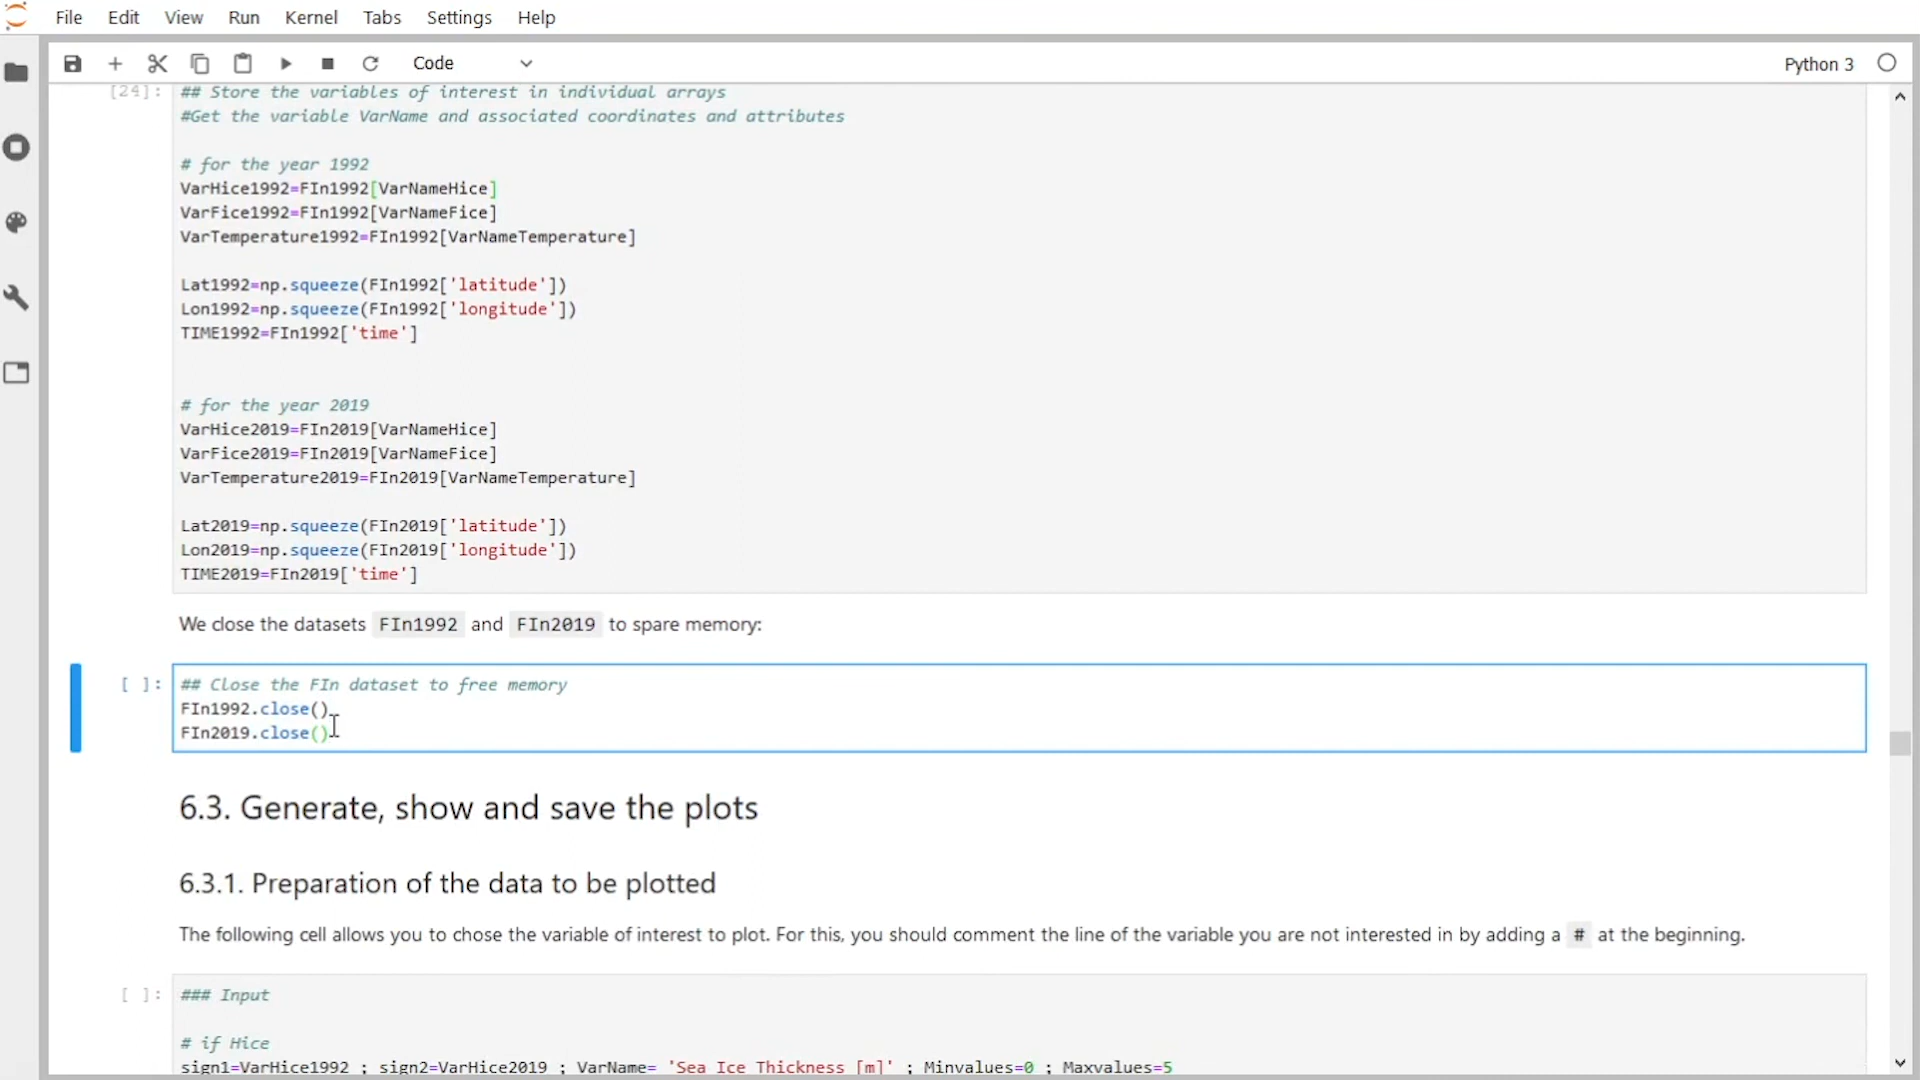 File Edit View Run Kernel Tabs Settings Help
Code
Python 3
[24]: ## Store the variables of interest in individual arrays
#Get the variable VarName and associated coordinates and attributes
# for the year 1992
VarHice1992=FIn1992[VarNameHice]
VarFice1992=FIn1992[VarNameFice]
VarTemperature1992=FIn1992[VarNameTemperature]
Lat1992=np.squeeze(FIn1992['latitude'])
Lon1992=np.squeeze(FIn1992['longitude'])
TIME1992=FIn1992['time']
# for the year 2019
VarHice2019=FIn2019[VarNameHice]
VarFice2019=FIn2019[VarNameFice]
VarTemperature2019=FIn2019[VarNameTemperature]
Lat2019=np.squeeze(FIn2019['latitude'])
Lon2019=np.squeeze(FIn2019['longitude'])
TIME2019=FIn2019['time']
We close the datasets FIn1992 and FIn2019 to spare memory:
[ ]: ## Close the FIn dataset to free memory
FIn1992.close()
FIn2019.close()
6.3. Generate, show and save the plots
6.3.1. Preparation of the data to be plotted
The following cell allows you to chose the variable of interest to plot. For this, you should comment the line of the variable you are not interested in by adding a # at the beginning.
[ ]: ### Input
# if Hice
sign1=VarHice1992 ; sign2=VarHice2019 ; VarName= 'Sea Ice Thickness [m]' ; Minvalues=0 ; Maxvalues=5